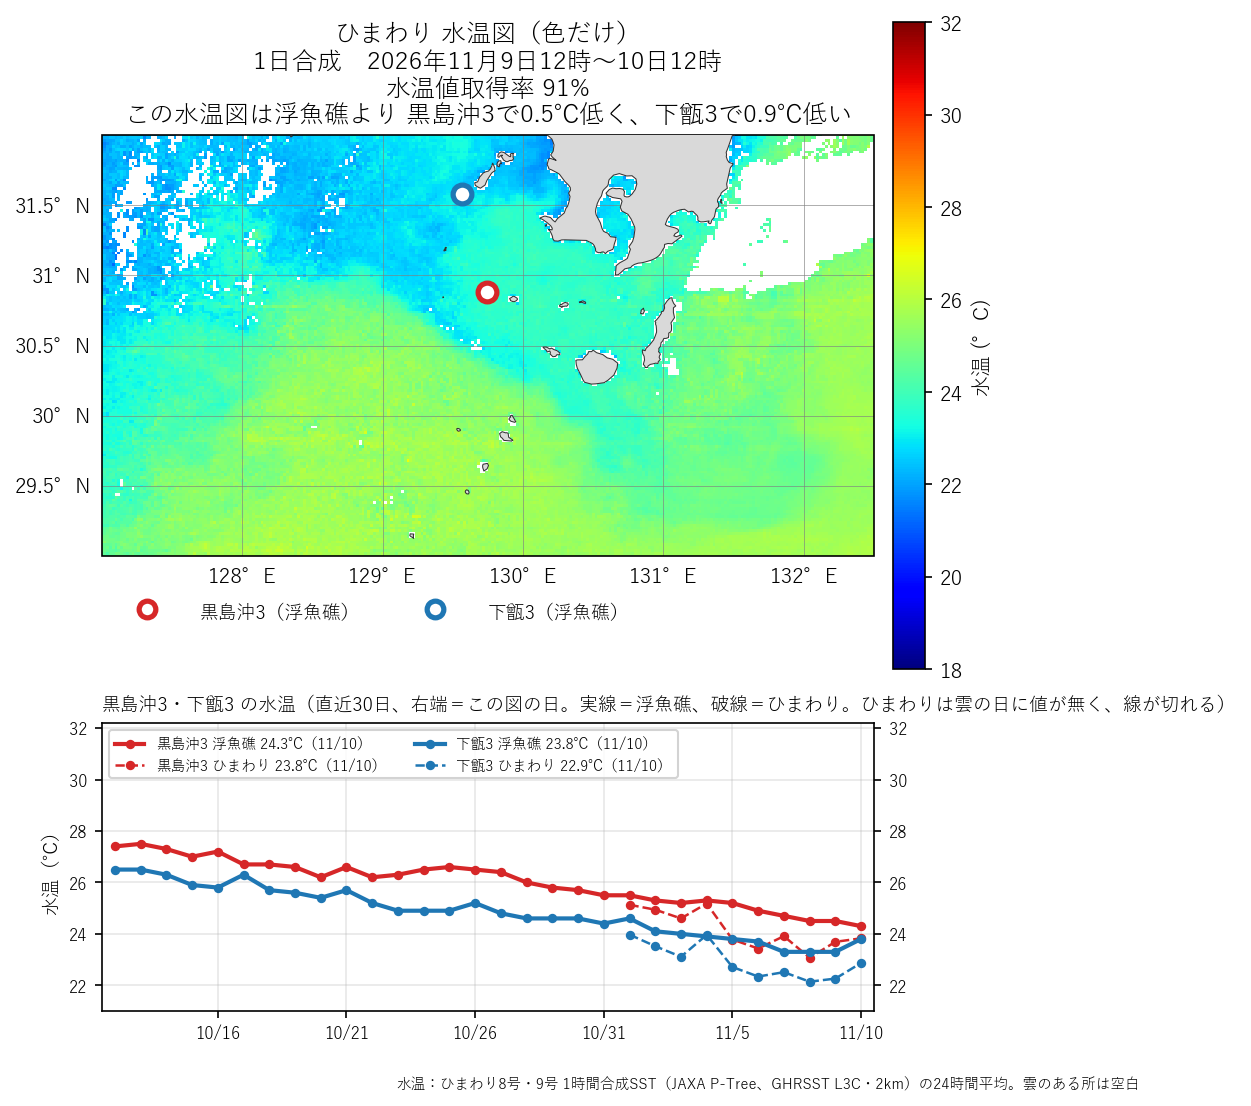 ひまわり 水温図（色だけ）
1日合成　2026年11月9日12時～10日12時
水温値取得率 91%
この水温図は浮魚礁より 黒島沖3で0.5℃低く、下甑3で0.9℃低い
31.5° N
31° N
30.5° N
30° N
29.5° N
128° E
129° E
130° E
131° E
132° E
32
30
28
26
24
22
20
18
水温 (° C)
黒島沖3（浮魚礁）
下甑3（浮魚礁）
黒島沖3・下甑3 の水温（直近30日、右端＝この図の日。実線＝浮魚礁、破線＝ひまわり。ひまわりは雲の日に値が無く、線が切れる）
黒島沖3 浮魚礁 24.3℃（11/10）
黒島沖3 ひまわり 23.8℃（11/10）
下甑3 浮魚礁 23.8℃（11/10）
下甑3 ひまわり 22.9℃（11/10）
水温（℃）
32
30
28
26
24
22
32
30
28
26
24
22
10/16
10/21
10/26
10/31
11/5
11/10
水温：ひまわり8号・9号 1時間合成SST（JAXA P-Tree、GHRSST L3C・2km）の24時間平均。雲のある所は空白